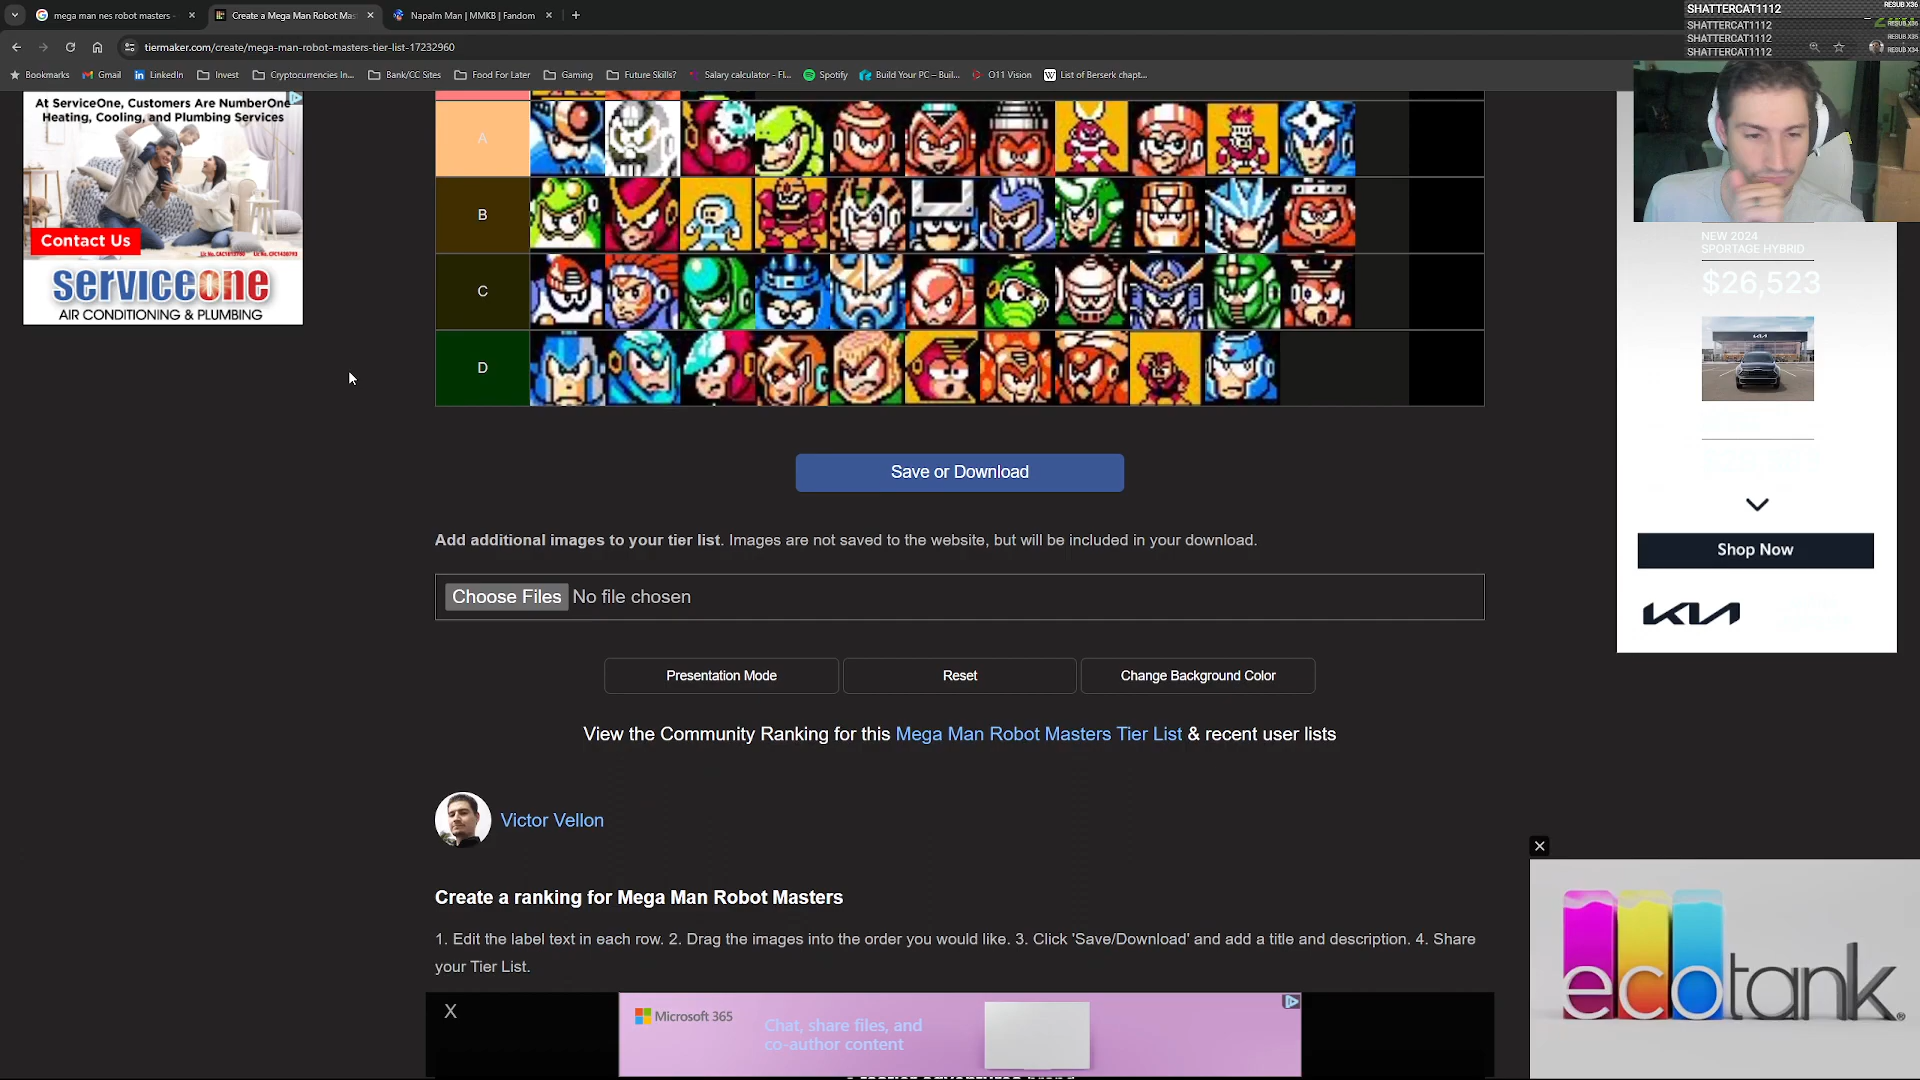 mega man nes robot masters -
Create a Mega Man Robot Mas
Napalm Man | MMKB | Fandom
tiermaker.com/create/mega-man-robot-masters-tier-list-17232960
Bookmarks
Gmail
LinkedIn
Invest
Cryptocurrencies In...
Bank/CC Sites
Food For Later
Gaming
Future Skills?
Salary calculator - Fl...
Spotify
Build Your PC – Buil...
O11 Vision
List of Berserk chapt...
SHATTERCAT1112
RESUB X36
SHATTERCAT1112
SHATTERCAT1112
RESUB X35
SHATTERCAT1112
RESUB X34
At ServiceOne, Customers Are NumberOne
Heating, Cooling, and Plumbing Services
Contact Us
serviceone
AIR CONDITIONING & PLUMBING
A
B
C
D
NEW 2024
SPORTAGE HYBRID
$26,523
Shop Now
KIA
Save or Download
Add additional images to your tier list. Images are not saved to the website, but will be included in your download.
Choose Files No file chosen
Presentation Mode
Reset
Change Background Color
View the Community Ranking for this Mega Man Robot Masters Tier List & recent user lists
Victor Vellon
Create a ranking for Mega Man Robot Masters
1. Edit the label text in each row. 2. Drag the images into the order you would like. 3. Click 'Save/Download' and add a title and description. 4. Share
your Tier List.
X
Microsoft 365
Chat, share files, and
co-author content
ecotank®